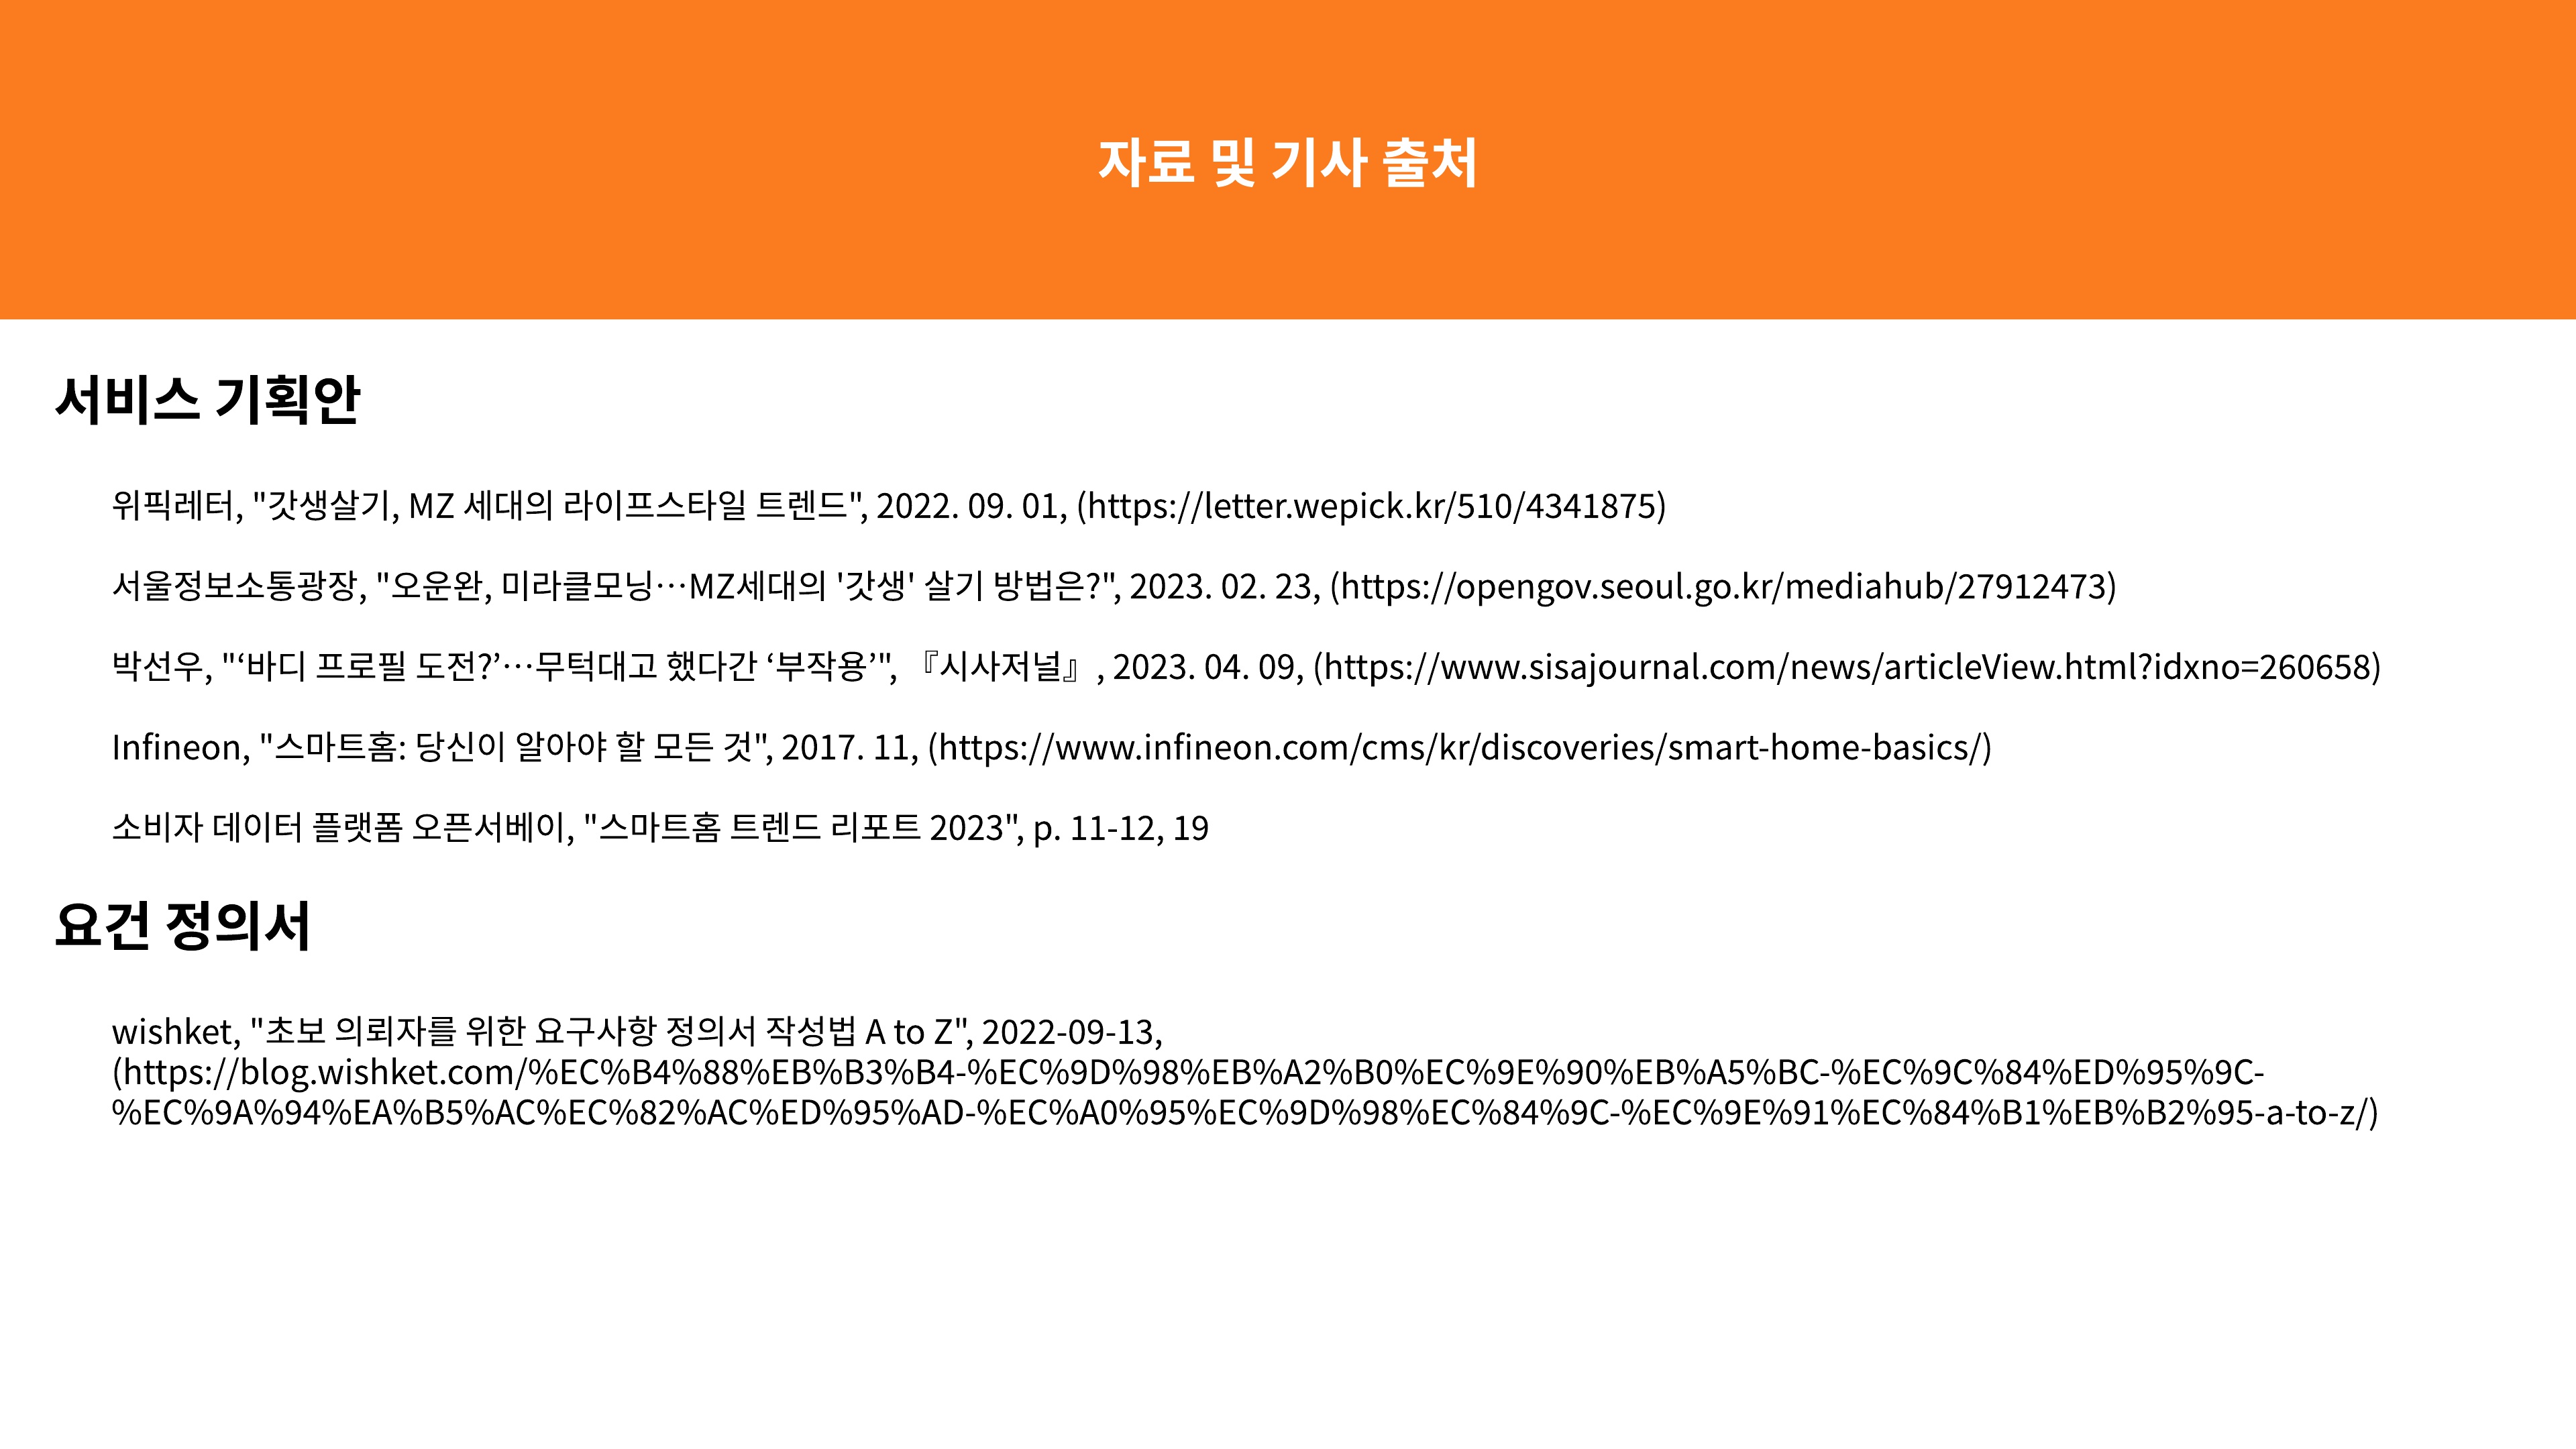 자료 및 기사 출처
서비스 기획안
위픽레터, "갓생살기, MZ 세대의 라이프스타일 트렌드", 2022. 09. 01, (https://letter.wepick.kr/510/4341875)
서울정보소통광장, "오운완, 미라클모닝…MZ세대의 '갓생' 살기 방법은?", 2023. 02. 23, (https://opengov.seoul.go.kr/mediahub/27912473)
박선우, "‘바디 프로필 도전?’…무턱대고 했다간 ‘부작용’", 『시사저널』, 2023. 04. 09, (https://www.sisajournal.com/news/articleView.html?idxno=260658)
Infineon, "스마트홈: 당신이 알아야 할 모든 것", 2017. 11, (https://www.infineon.com/cms/kr/discoveries/smart-home-basics/)
소비자 데이터 플랫폼 오픈서베이, "스마트홈 트렌드 리포트 2023", p. 11-12, 19
요건 정의서
wishket, "초보 의뢰자를 위한 요구사항 정의서 작성법 A to Z", 2022-09-13,
(https://blog.wishket.com/%EC%B4%88%EB%B3%B4-%EC%9D%98%EB%A2%B0%EC%9E%90%EB%A5%BC-%EC%9C%84%ED%95%9C-
%EC%9A%94%EA%B5%AC%EC%82%AC%ED%95%AD-%EC%A0%95%EC%9D%98%EC%84%9C-%EC%9E%91%EC%84%B1%EB%B2%95-a-to-z/)